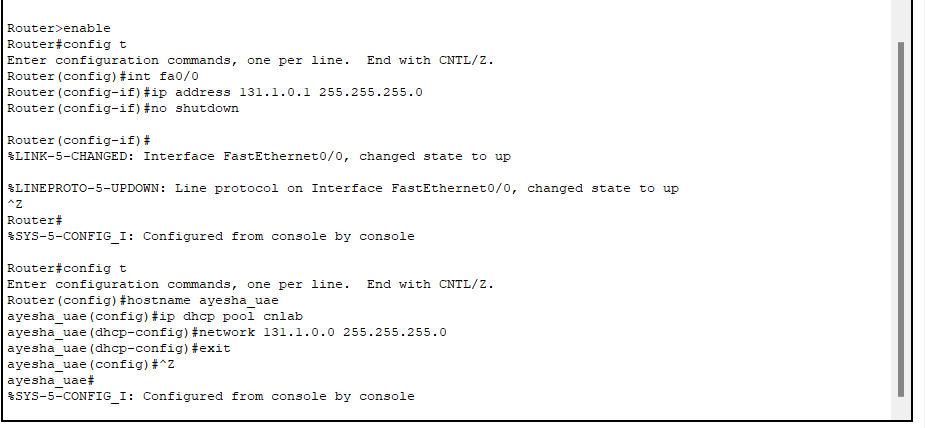 Router>enable
Router#config t
Enter configuration commands, one per line.  End with CNTL/Z.
Router(config)#int fa0/0
Router(config-if)#ip address 131.1.0.1 255.255.255.0
Router(config-if)#no shutdown
Router(config-if)#
%LINK-5-CHANGED: Interface FastEthernet0/0, changed state to up
%LINEPROTO-5-UPDOWN: Line protocol on Interface FastEthernet0/0, changed state to up
^Z
Router#
%SYS-5-CONFIG_I: Configured from console by console
Router#config t
Enter configuration commands, one per line.  End with CNTL/Z.
Router(config)#hostname ayesha_uae
ayesha_uae(config)#ip dhcp pool cnlab
ayesha_uae(dhcp-config)#network 131.1.0.0 255.255.255.0
ayesha_uae(dhcp-config)#exit
ayesha_uae(config)#^Z
ayesha_uae#
%SYS-5-CONFIG_I: Configured from console by console